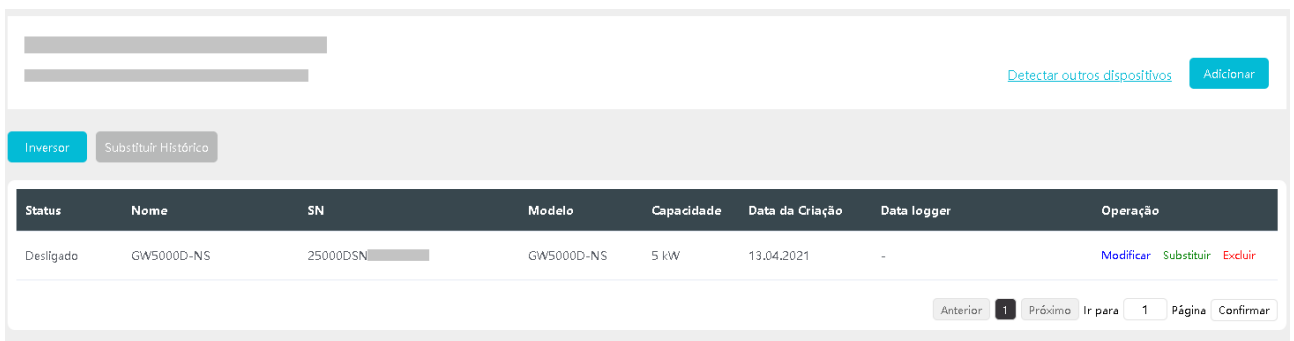 Detectar outros dispositivos Adicionar
Inversor Substituir Histórico
Status Nome SN Modelo Capacidade Data da Criação Data logger Operação
Desligado GW5000D-NS 25000DSN GW5000D-NS 5 kW 13.04.2021 - Modificar Substituir Excluir
Anterior 1 Próximo Ir para 1 Página Confirmar